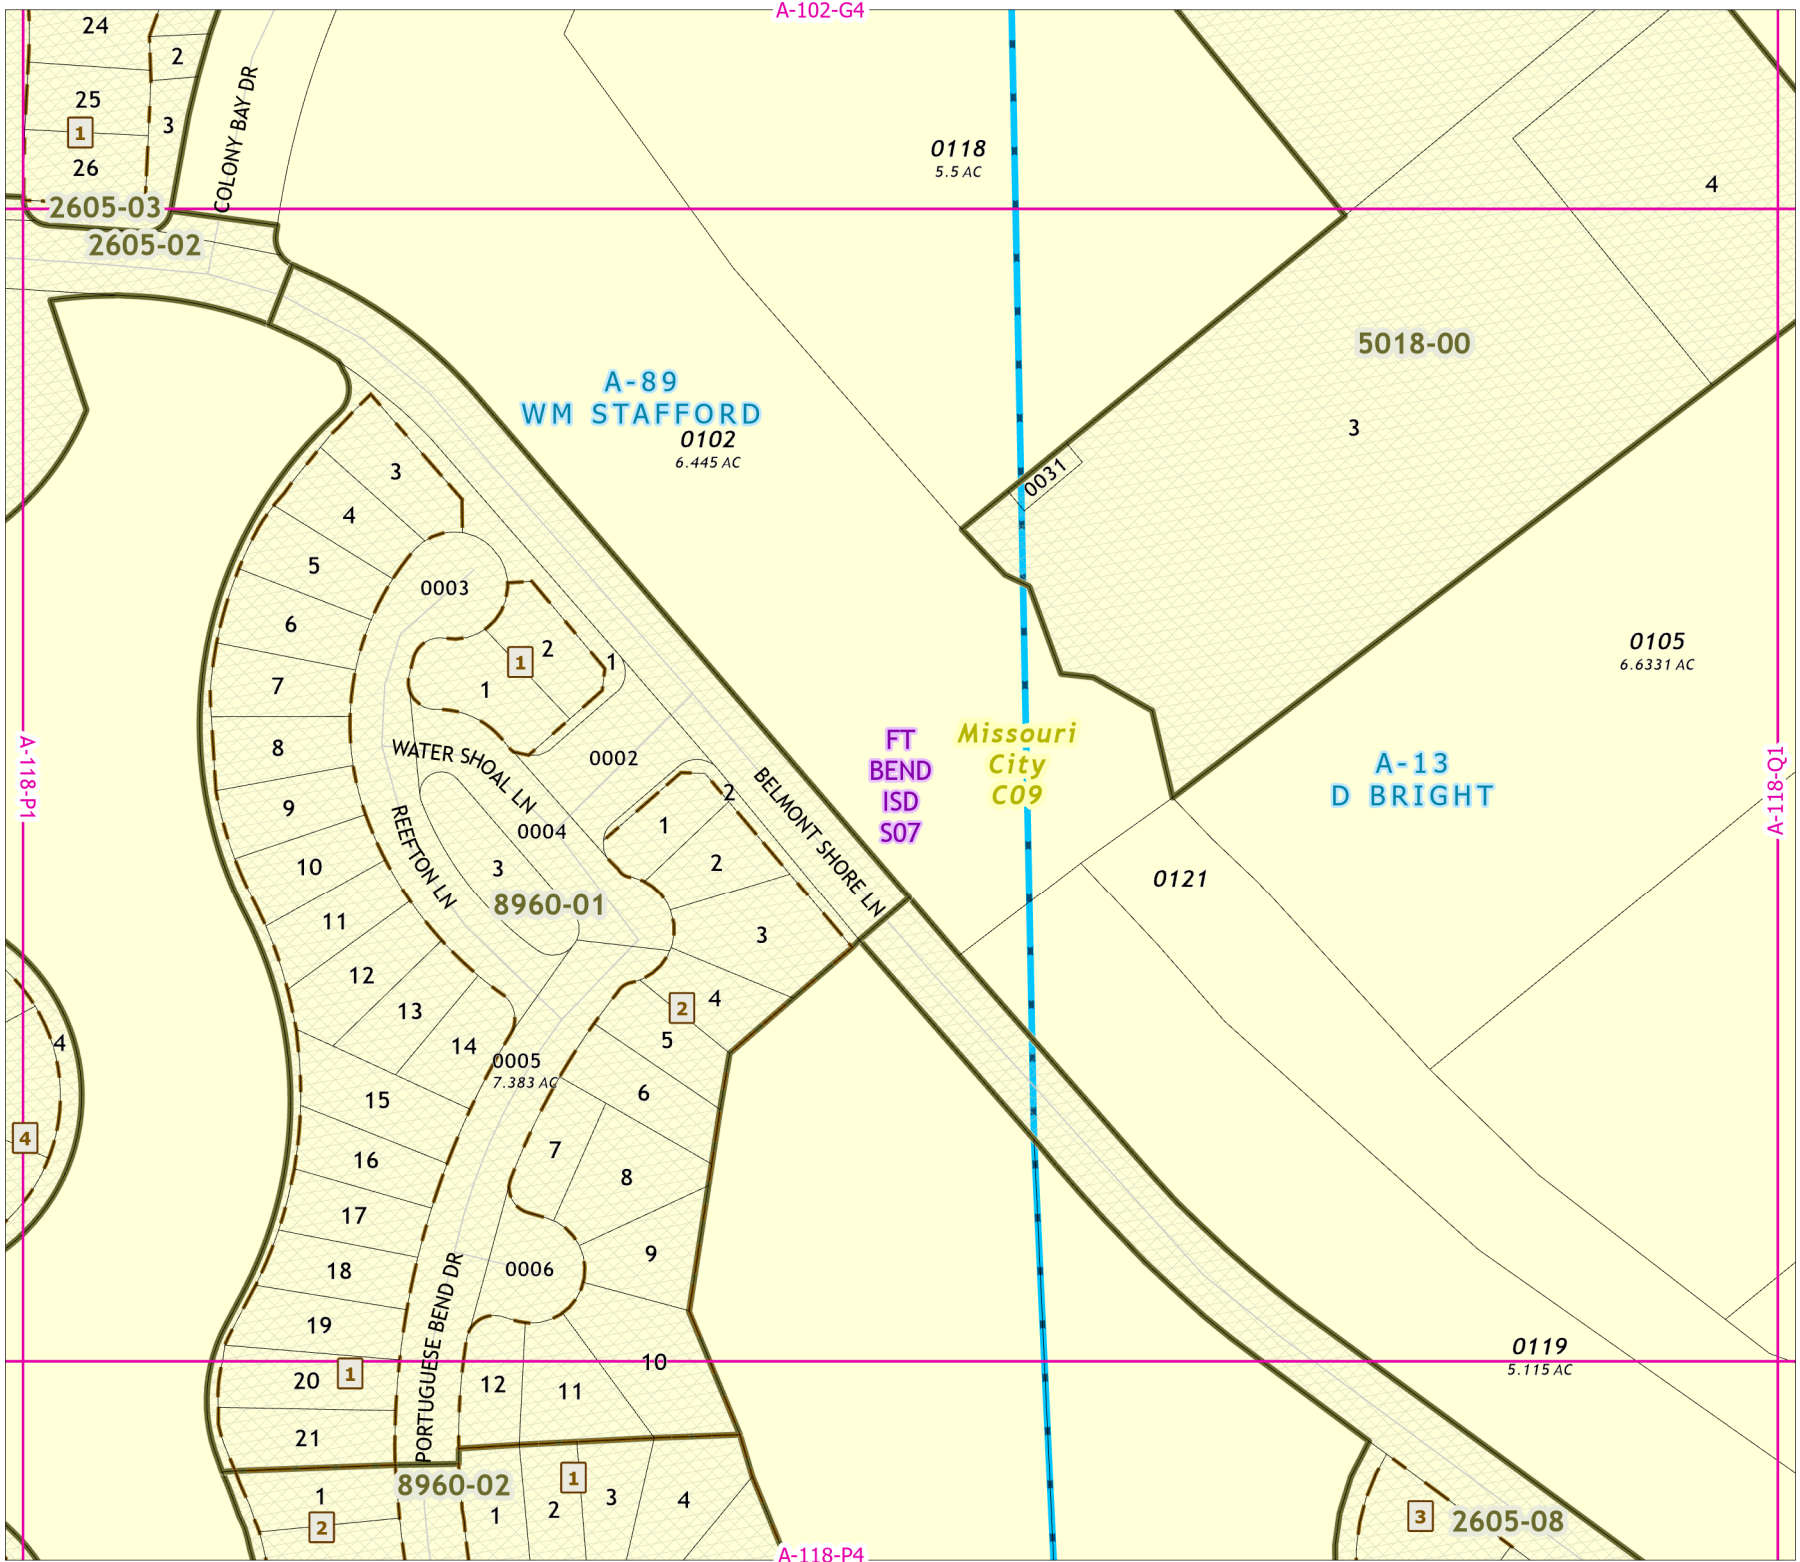 A-102-G4
24
2
25
COLONY BAY DR
3
1
26
2605-03
2605-02
0118
5.5 AC
4
5018-00
A-89
WM STAFFORD
0102
6.445 AC
3
0031
3
4
5
0003
6
2
1
1
1
7
0105
6.6331 AC
8
WATER SHOAL LN
0002
FT
BEND
ISD
S07
Missouri
City
C09
A-13
D BRIGHT
A-118-P1
A-118-Q1
2
BELMONT SHORE LN
9
REEFTON LN
0004
1
10
3
2
0121
8960-01
11
3
12
13
4
2
14
5
4
0005
7.383 AC
6
15
4
7
16
8
17
9
18
0006
PORTUGUESE BEND DR
19
0119
5.115 AC
10
20
1
12
11
21
8960-02
1
1
2
3
4
1
2
3
2605-08
A-118-P4